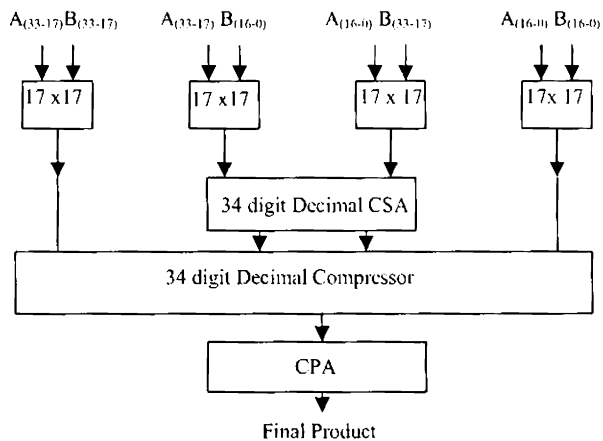 A(33-17)B(33-17) A(33-17) B(16-0) A(16-0) B(33-17) A(16-0) B(16-0)
17 x17 17 x17 17 x 17 17x 17
34 digit Decimal CSA
34 digit Decimal Compressor
CPA
Final Product